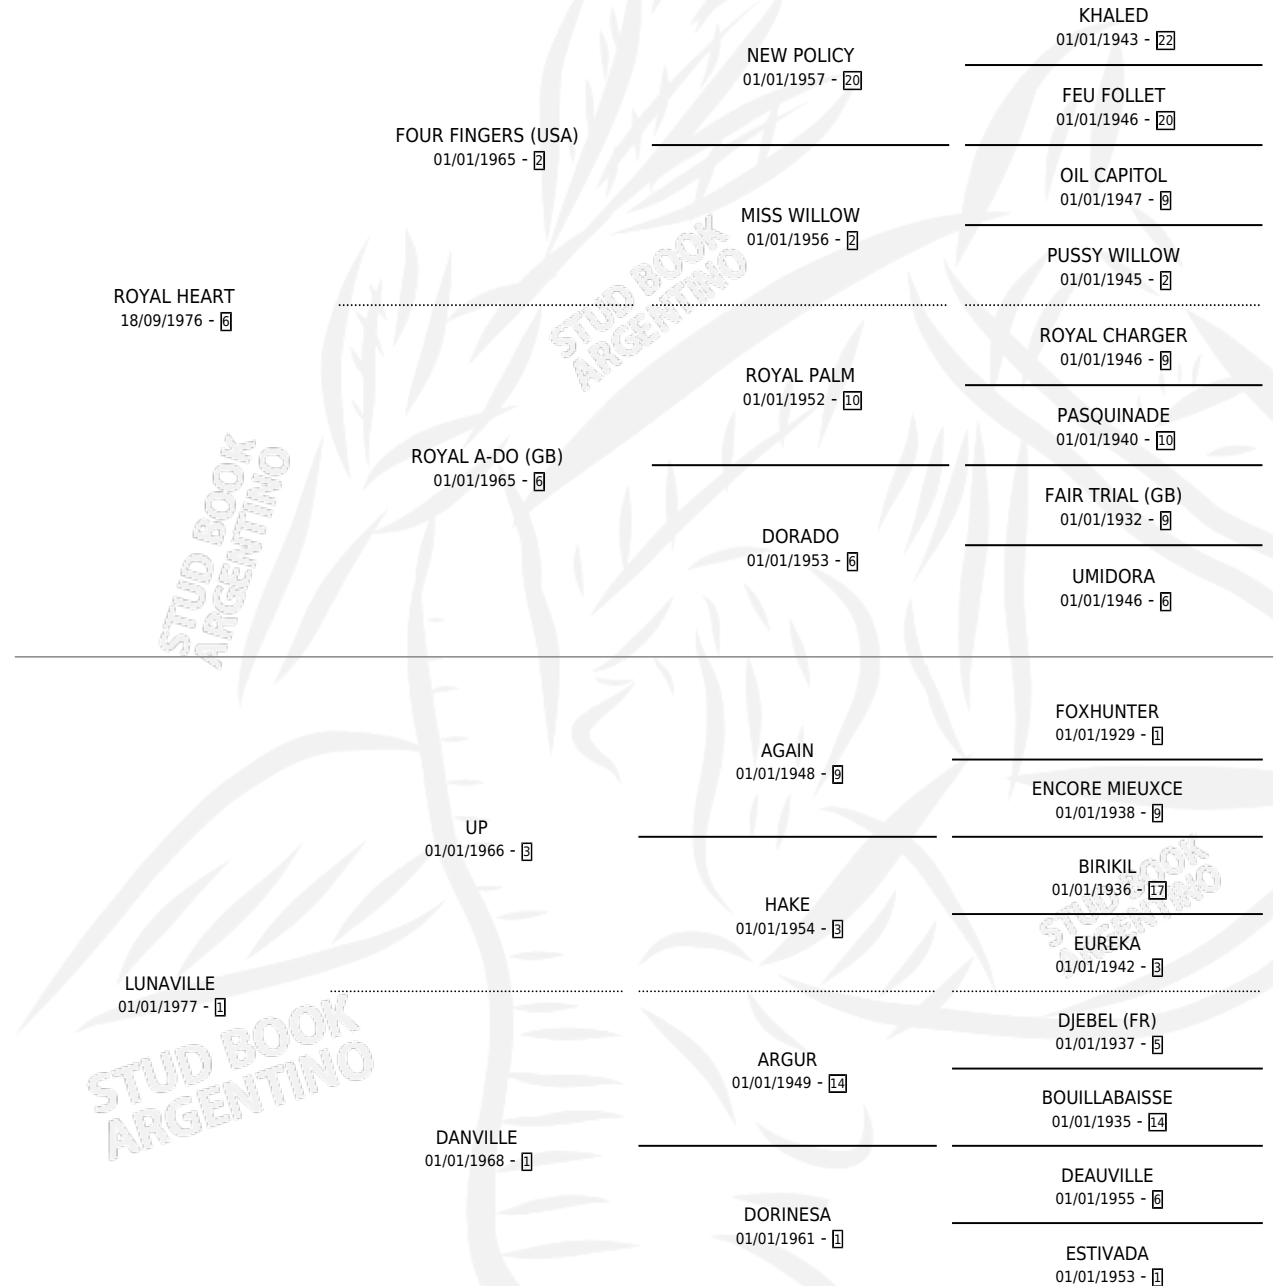 KHALED
01/01/1943 - 22
NEW POLICY
01/01/1957 - 20
FEU FOLLET
01/01/1946 - 20
FOUR FINGERS (USA)
01/01/1965 - 2
OIL CAPITOL
01/01/1947 - 9
MISS WILLOW
01/01/1956 - 2
PUSSY WILLOW
01/01/1945 - 2
ROYAL HEART
18/09/1976 - 6
ROYAL CHARGER
01/01/1946 - 9
ROYAL PALM
01/01/1952 - 10
PASQUINADE
01/01/1940 - 10
ROYAL A-DO (GB)
01/01/1965 - 6
FAIR TRIAL (GB)
01/01/1932 - 9
DORADO
01/01/1953 - 6
UMIDORA
01/01/1946 - 6
FOXHUNTER
01/01/1929 - 1
AGAIN
01/01/1948 - 9
ENCORE MIEUXCE
01/01/1938 - 9
UP
01/01/1966 - 3
BIRIKIL
01/01/1936 - 17
HAKE
01/01/1954 - 3
EUREKA
01/01/1942 - 3
LUNAVILLE
01/01/1977 - 1
DJEBEL (FR)
01/01/1937 - 5
ARGUR
01/01/1949 - 14
BOUILLABAISSE
01/01/1935 - 14
DANVILLE
01/01/1968 - 1
DEAUVILLE
01/01/1955 - 6
DORINESA
01/01/1961 - 1
ESTIVADA
01/01/1953 - 1
STUD BOOK
ARGENTINO
STUD BOOK
ARGENTINO
STUD BOOK
ARGENTINO
STUD BOOK
ARGENTINO